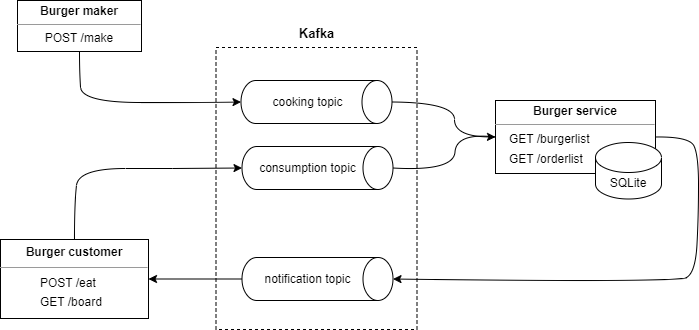 Burger maker
POST /make
Kafka
cooking topic
consumption topic
notification topic
Burger service
GET /burgerlist
GET /orderlist
SQLite
Burger customer
POST /eat
GET /board